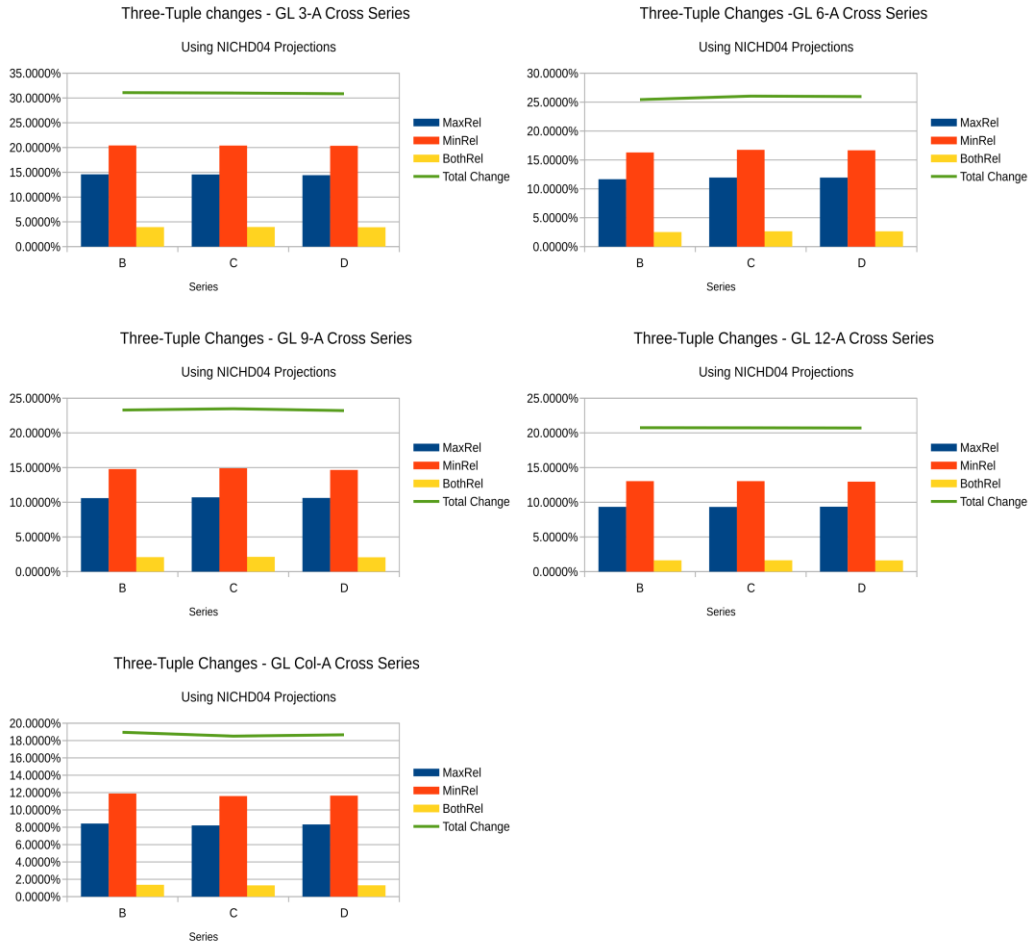 Three-Tuple changes - GL 3-A Cross Series
Using NICHD04 Projections
35.0000%
30.0000%
25.0000%
20.0000%
15.0000%
10.0000%
5.0000%
0.0000%
B C D
Series
MaxRel
MinRel
BothRel
Total Change
Three-Tuple Changes -GL 6-A Cross Series
Using NICHD04 Projections
30.0000%
25.0000%
20.0000%
15.0000%
10.0000%
5.0000%
0.0000%
B C D
Series
MaxRel
MinRel
BothRel
Total Change
Three-Tuple Changes - GL 9-A Cross Series
Using NICHD04 Projections
25.0000%
20.0000%
15.0000%
10.0000%
5.0000%
0.0000%
B C D
Series
MaxRel
MinRel
BothRel
Total Change
Three-Tuple Changes - GL 12-A Cross Series
Using NICHD04 Projections
25.0000%
20.0000%
15.0000%
10.0000%
5.0000%
0.0000%
B C D
Series
MaxRel
MinRel
BothRel
Total Change
Three-Tuple Changes - GL Col-A Cross Series
Using NICHD04 Projections
20.0000%
18.0000%
16.0000%
14.0000%
12.0000%
10.0000%
8.0000%
6.0000%
4.0000%
2.0000%
0.0000%
B C D
Series
MaxRel
MinRel
BothRel
Total Change